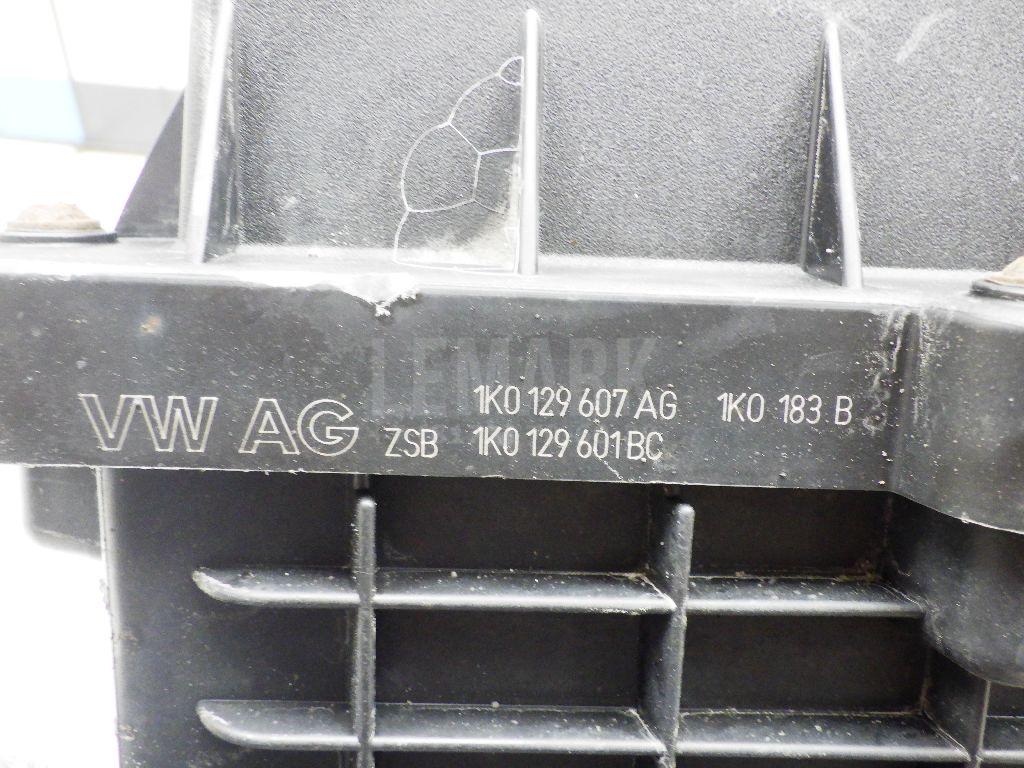 LEMARK
VW AG
1K0 129 607 AG 1K0 183 B
ZSB 1K0 129 601 BC